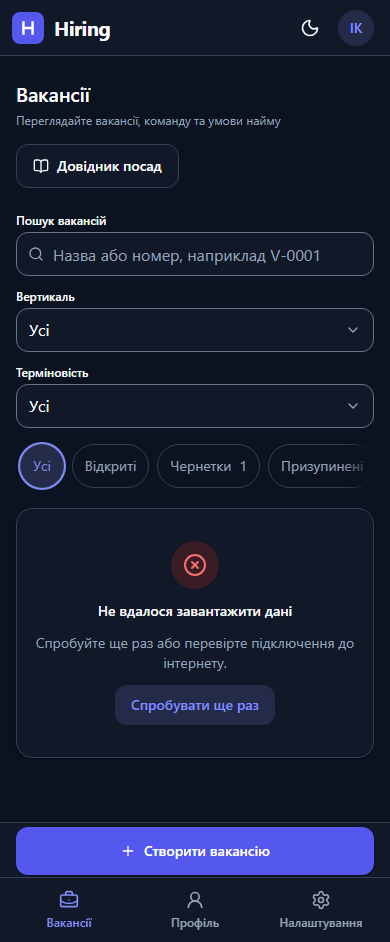 H Hiring
ІК
Вакансії
Переглядайте вакансії, команду та умови найму
Довідник посад
Пошук вакансій
Назва або номер, наприклад V-0001
Вертикаль
Усі
Терміновість
Усі
Усі Відкриті Чернетки 1 Призупинені
Не вдалося завантажити дані
Спробуйте ще раз або перевірте підключення до
інтернету.
Спробувати ще раз
+ Створити вакансію
Вакансії Профіль Налаштування